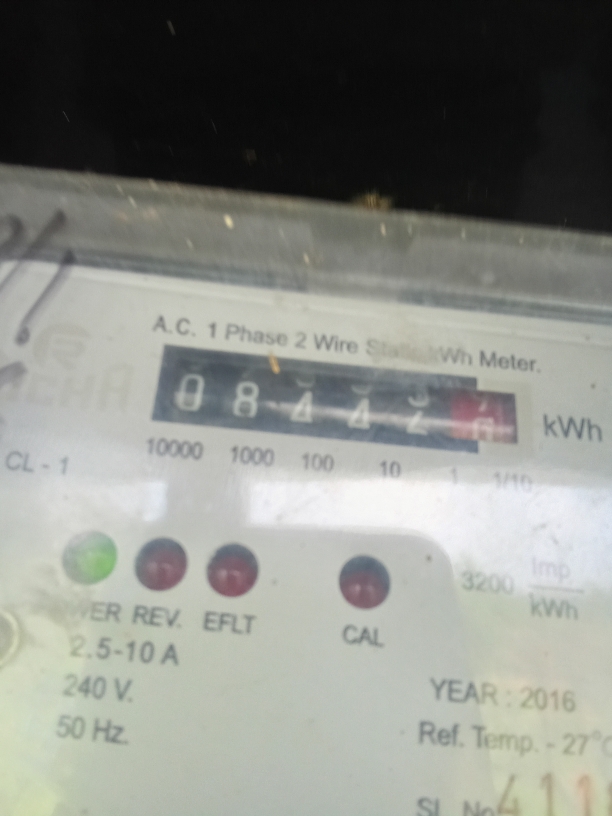 A.C. 1 Phase 2 Wire Static kWh Meter.
0 8 4 4
kWh
10000 1000 100 10 1 1/10
CL - 1
3200 Imp
kWh
REV. EFLT
CAL
2.5-10 A
240 V.
50 Hz.
YEAR : 2016
Ref. Temp. - 27°C
SL No